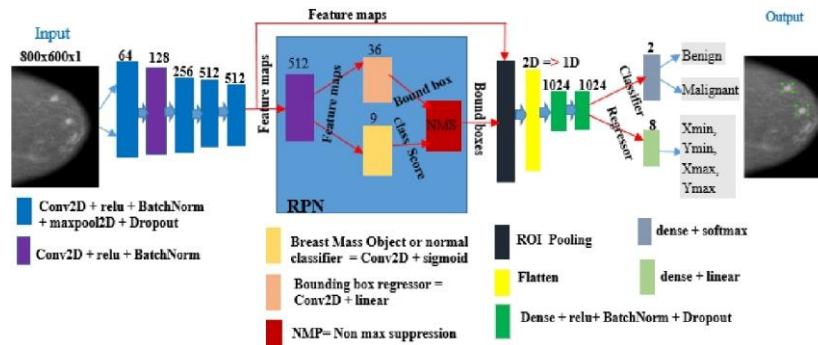 Feature maps
Input
800x600x1
64
128
256
512
512
Feature maps
512
Feature maps
36
Bound box
9
class Score
NMS
RPN
Bound boxes
2D => 1D
1024
1024
Classifier
Regressor
2
8
Benign
Malignant
Xmin,
Ymin,
Xmax,
Ymax
Output
Conv2D + relu + BatchNorm
+ maxpool2D + Dropout
Conv2D + relu + BatchNorm
Breast Mass Object or normal
classifier = Conv2D + sigmoid
Bounding box regressor =
Conv2D + linear
NMP= Non max suppression
ROI Pooling
Flatten
Dense + relu+ BatchNorm + Dropout
dense + softmax
dense + linear